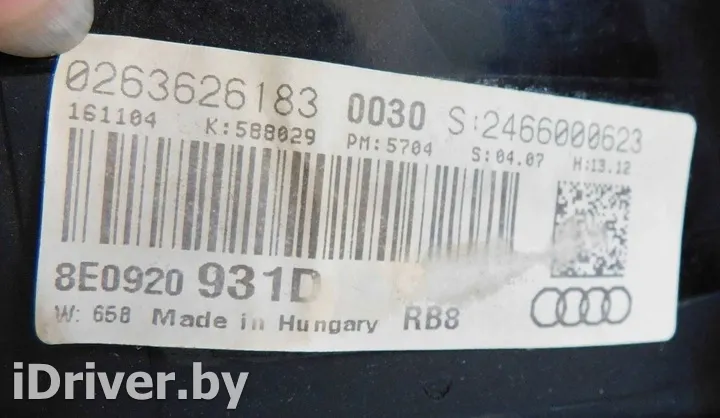 0263626183 0030 S:2466000623
161104 K:588029 PM:5704 S:04.07 H:13.12
8E0920 931D
W: 658 Made in Hungary RB8
iDriver.by